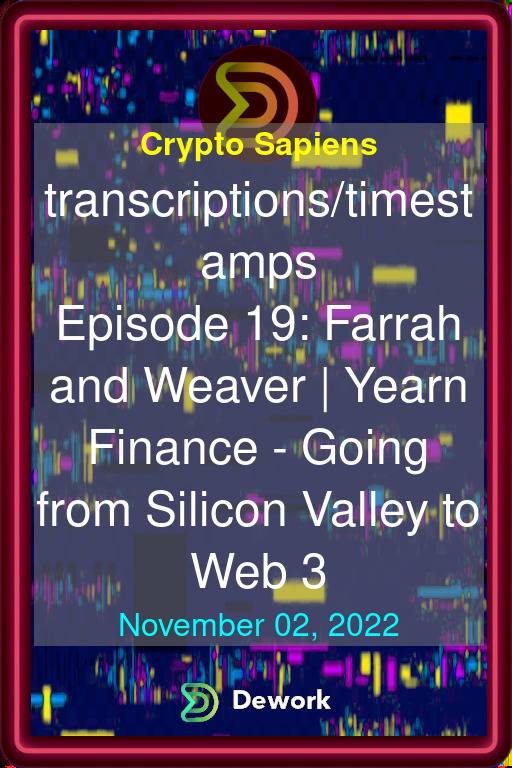 Crypto Sapiens
transcriptions/timest
amps
Episode 19: Farrah
and Weaver | Yearn
Finance - Going
from Silicon Valley to
Web 3
November 02, 2022
Dework